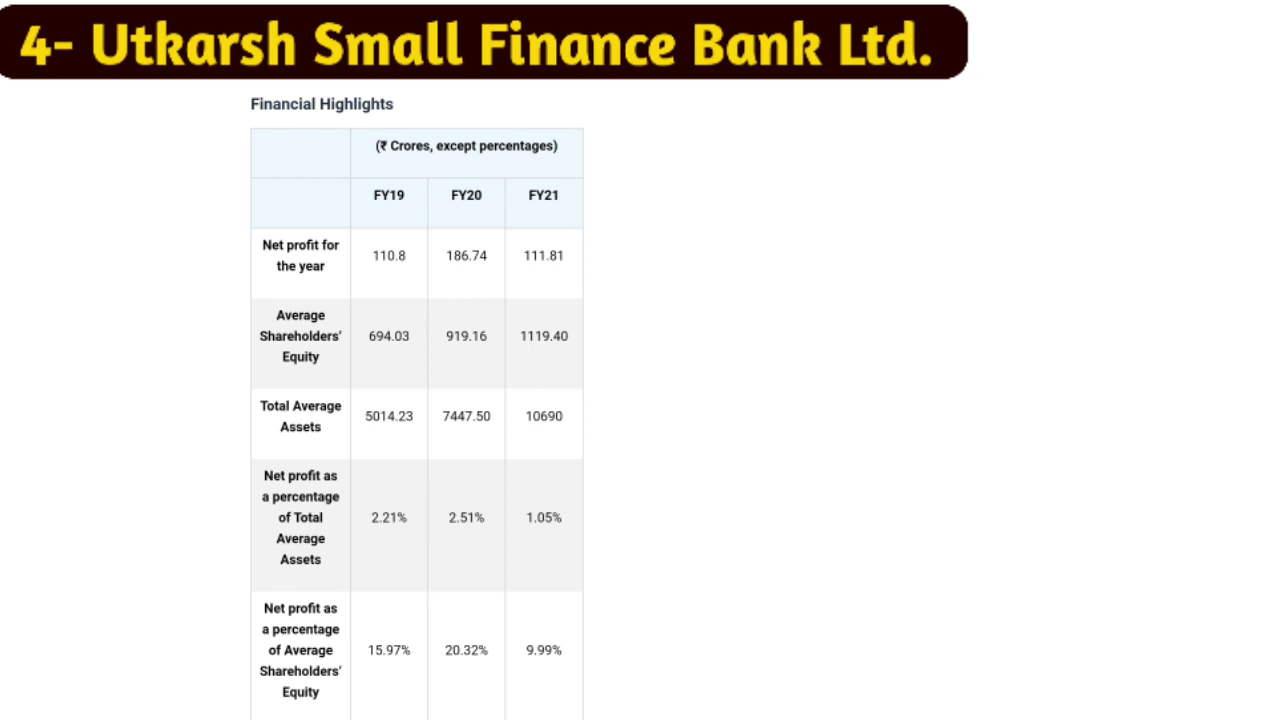 4- Utkarsh Small Finance Bank Ltd.
Financial Highlights
(₹ Crores, except percentages)
FY19 FY20 FY21
Net profit for
the year
110.8 186.74 111.81
Average
Shareholders'
Equity
694.03 919.16 1119.40
Total Average
Assets
5014.23 7447.50 10690
Net profit as
a percentage
of Total
Average
Assets
2.21% 2.51% 1.05%
Net profit as
a percentage
of Average
Shareholders'
Equity
15.97% 20.32% 9.99%